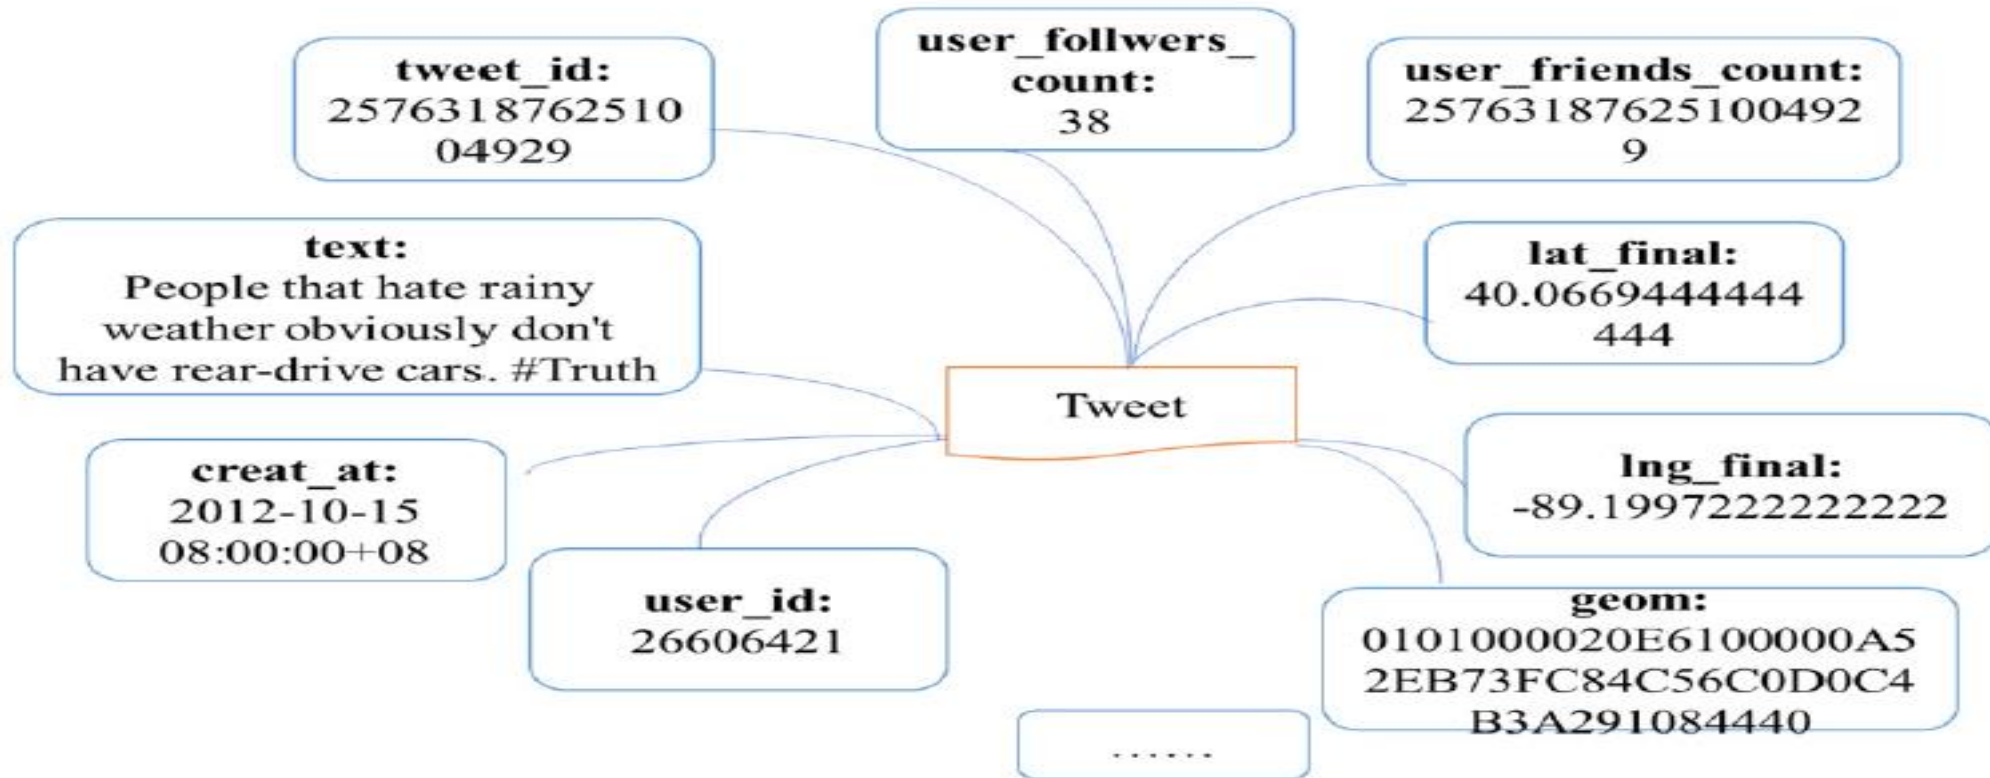 tweet_id:
2576318762510
04929
user_follwers_
count:
38
user_friends_count:
25763187625100492
9
text:
People that hate rainy
weather obviously don't
have rear-drive cars. #Truth
lat_final:
40.0669444444
444
Tweet
creat_at:
2012-10-15
08:00:00+08
lng_final:
-89.1997222222222
user_id:
26606421
geom:
0101000020E6100000A5
2EB73FC84C56C0D0C4
B3A291084440
......